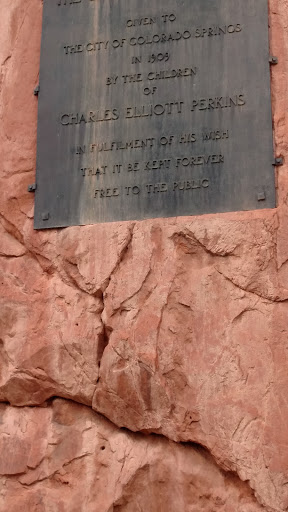 GIVEN TO
THE CITY OF COLORADO SPRINGS
IN 1909
BY THE CHILDREN
OF
CHARLES ELLIOTT PERKINS
IN FULFILMENT OF HIS WISH
THAT IT BE KEPT FOREVER
FREE TO THE PUBLIC